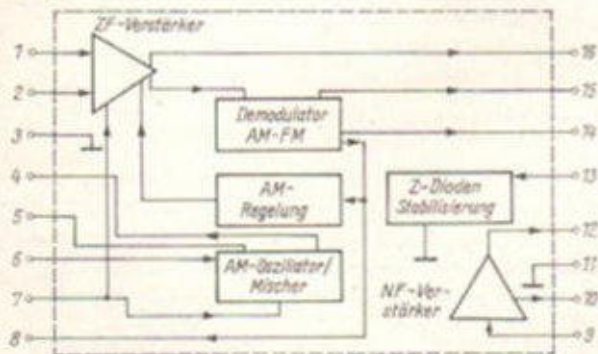 ZF-Verstärker
1
2
3
4
5
6
7
8
Demodulator
AM-FM
AM-
Regelung
AM-Oszillator/
Mischer
Z-Dioden
Stabilisierung
NF-Ver-
stärker
16
15
14
13
12
11
10
9